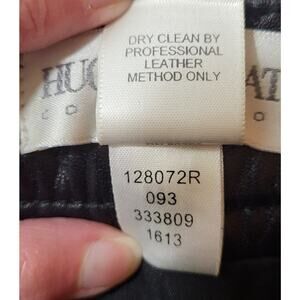 DRY CLEAN BY
PROFESSIONAL
LEATHER
METHOD ONLY
128072R
093
333809
1613